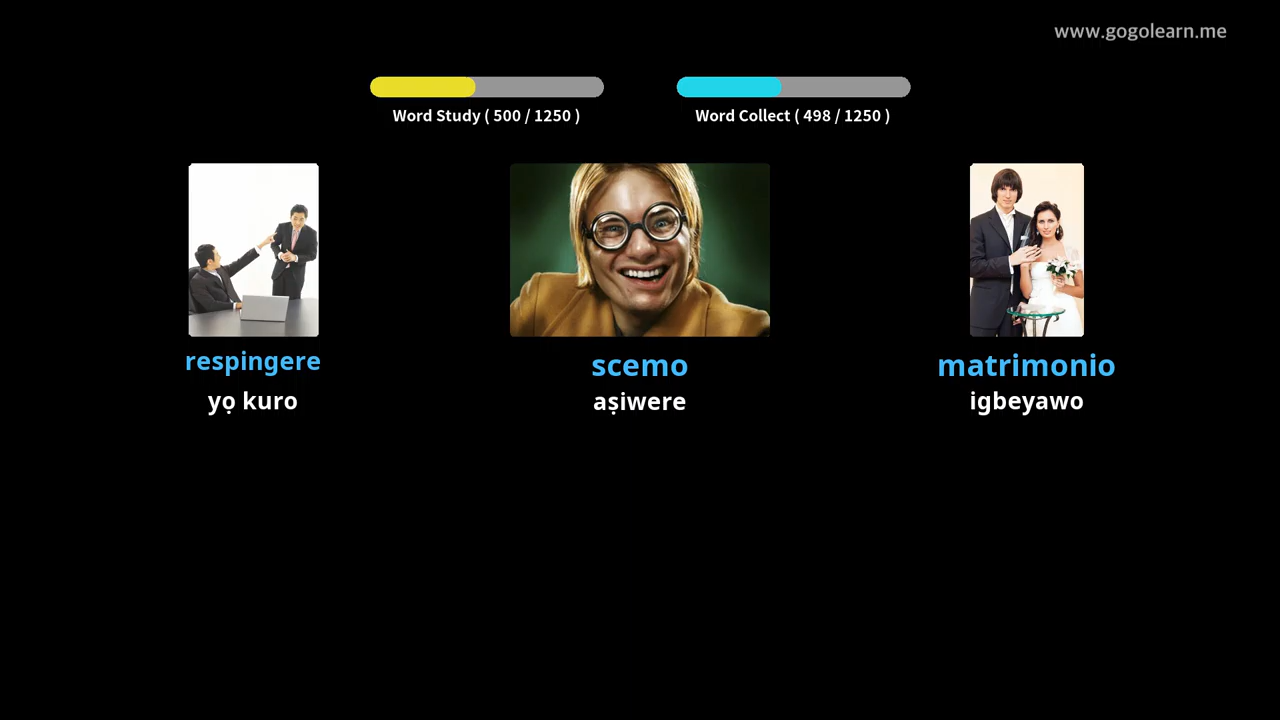 www.gogolearn.me
Word Study ( 500 / 1250 )
Word Collect ( 498 / 1250 )
respingere
yọ kuro
scemo
aṣiwere
matrimonio
igbeyawo